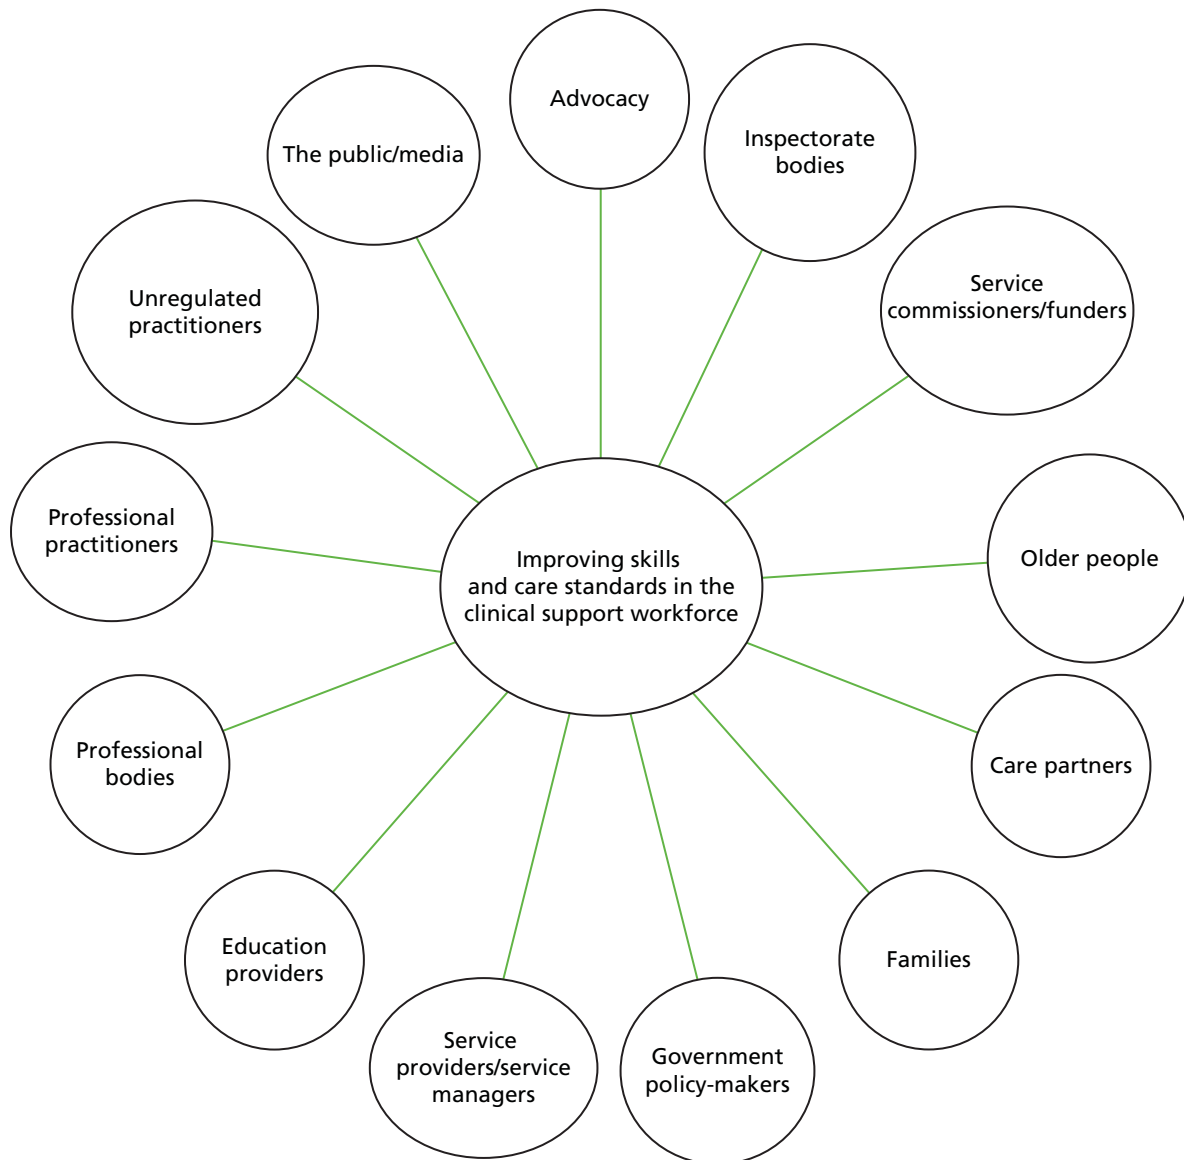 Advocacy
Inspectorate
bodies
Service
commissioners/funders
Older people
Care partners
Families
Government
policy-makers
Service
providers/service
managers
Education
providers
Professional
bodies
Professional
practitioners
Unregulated
practitioners
The public/media
Improving skills
and care standards in the
clinical support workforce